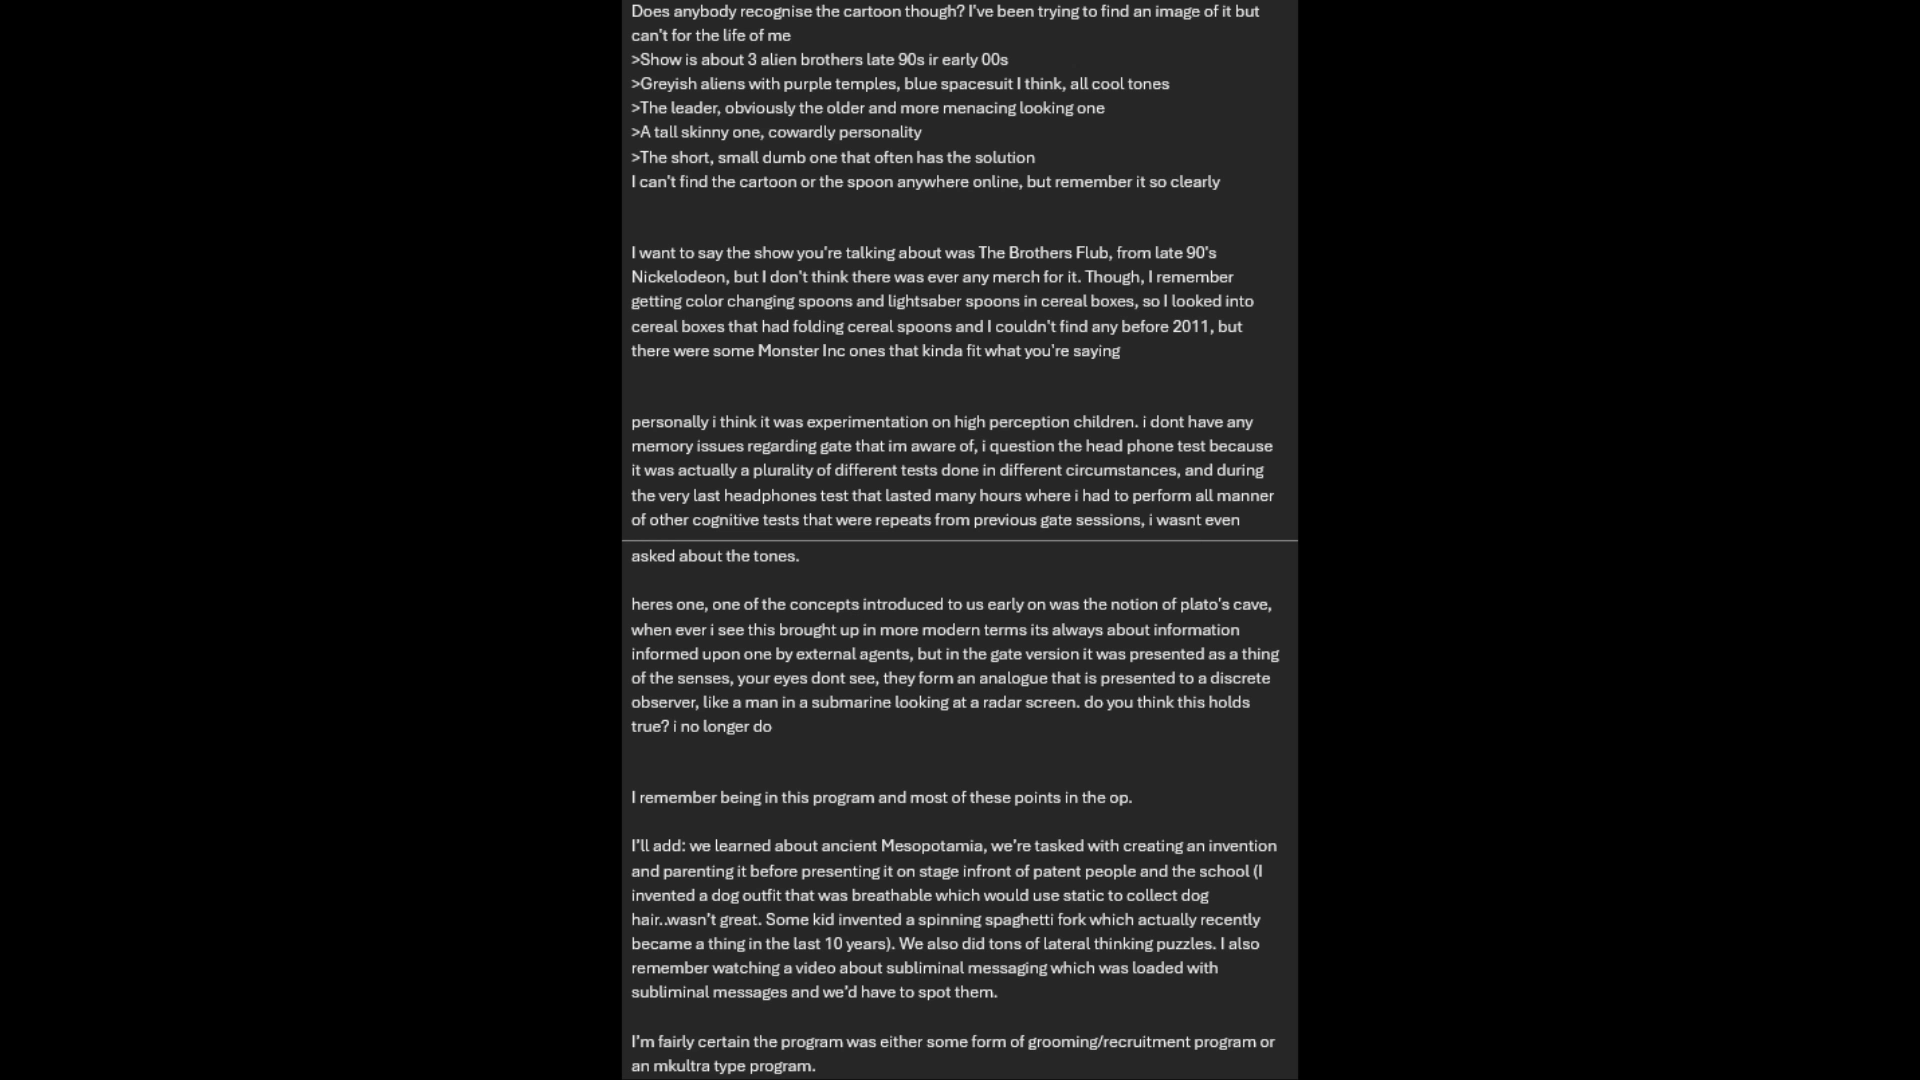 Does anybody recognise the cartoon though? I've been trying to find an image of it but
can't for the life of me
>Show is about 3 alien brothers late 90s ir early 00s
>Greyish aliens with purple temples, blue spacesuit I think, all cool tones
>The leader, obviously the older and more menacing looking one
>A tall skinny one, cowardly personality
>The short, small dumb one that often has the solution
I can't find the cartoon or the spoon anywhere online, but remember it so clearly
I want to say the show you're talking about was The Brothers Flub, from late 90's
Nickelodeon, but I don't think there was ever any merch for it. Though, I remember
getting color changing spoons and lightsaber spoons in cereal boxes, so I looked into
cereal boxes that had folding cereal spoons and I couldn't find any before 2011, but
there were some Monster Inc ones that kinda fit what you're saying
personally i think it was experimentation on high perception children. i dont have any
memory issues regarding gate that im aware of, i question the head phone test because
it was actually a plurality of different tests done in different circumstances, and during
the very last headphones test that lasted many hours where i had to perform all manner
of other cognitive tests that were repeats from previous gate sessions, i wasnt even
asked about the tones.
heres one, one of the concepts introduced to us early on was the notion of plato's cave,
when ever i see this brought up in more modern terms its always about information
informed upon one by external agents, but in the gate version it was presented as a thing
of the senses, your eyes dont see, they form an analogue that is presented to a discrete
observer, like a man in a submarine looking at a radar screen. do you think this holds
true? i no longer do
I remember being in this program and most of these points in the op.
I'll add: we learned about ancient Mesopotamia, we're tasked with creating an invention
and parenting it before presenting it on stage infront of patent people and the school (I
invented a dog outfit that was breathable which would use static to collect dog
hair..wasn't great. Some kid invented a spinning spaghetti fork which actually recently
became a thing in the last 10 years). We also did tons of lateral thinking puzzles. I also
remember watching a video about subliminal messaging which was loaded with
subliminal messages and we'd have to spot them.
I'm fairly certain the program was either some form of grooming/recruitment program or
an mkultra type program.